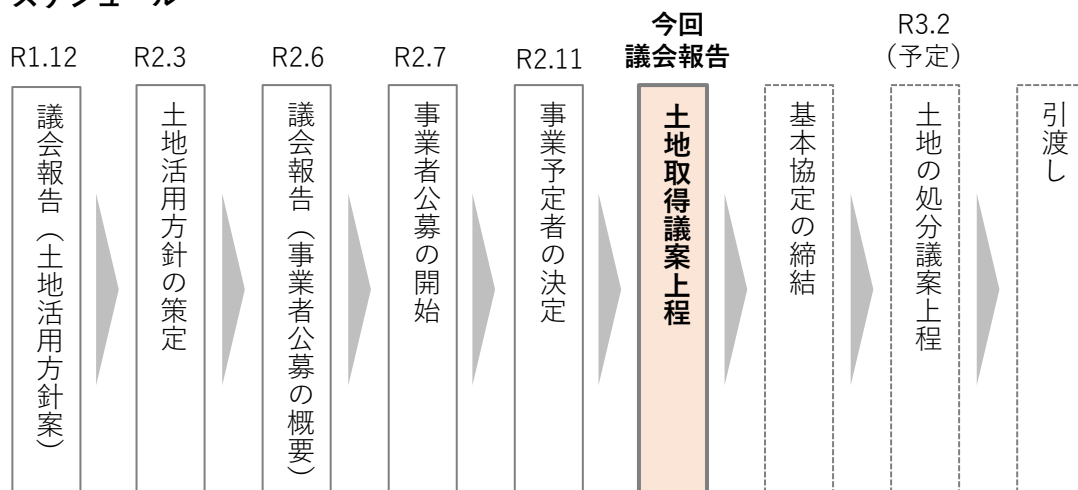 スケジュール
R1.12
議会報告（土地活用方針案）
R2.3
土地活用方針の策定
R2.6
議会報告（事業者公募の概要）
R2.7
事業者公募の開始
R2.11
事業予定者の決定
今回
議会報告
土地取得議案上程
基本協定の締結
R3.2
(予定)
土地の処分議案上程
引渡し